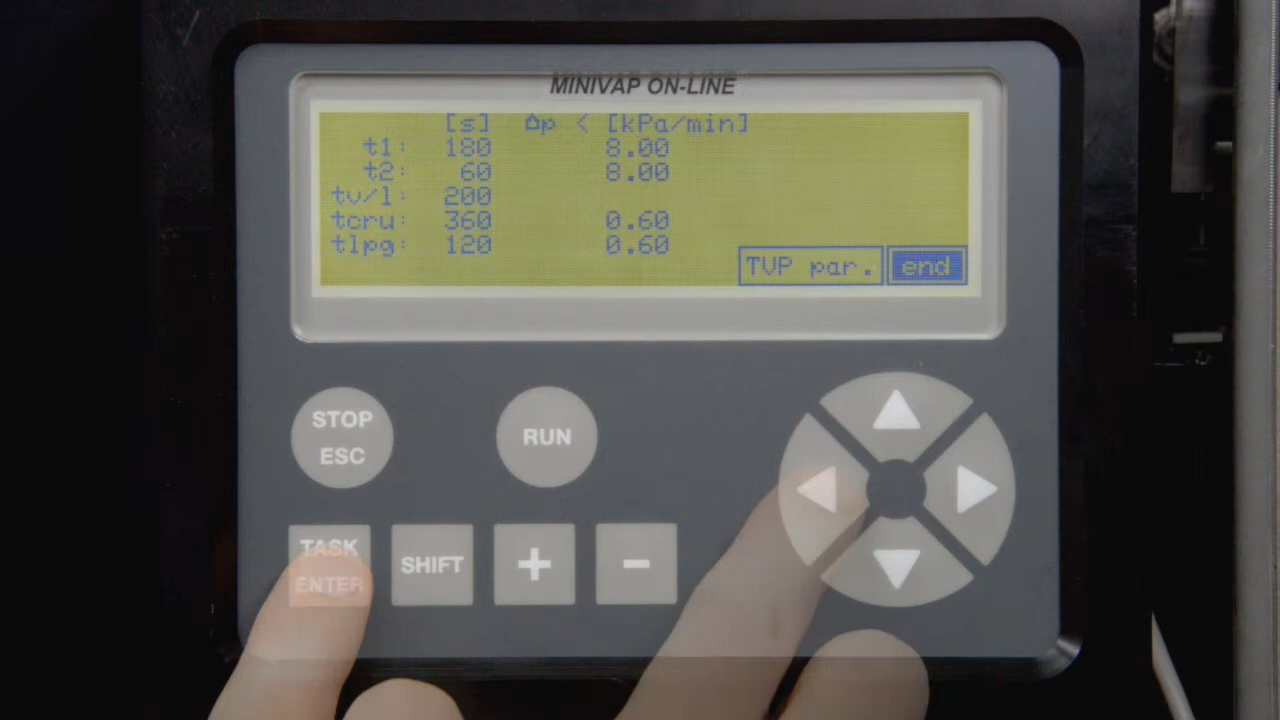 MINIVAP ON-LINE
[s] Δp < [kPa/min]
t1: 180 8.00
t2: 60 8.00
tv/l: 200
tcru: 360 0.60
tlpg: 120 0.60
TVP par. end
STOP
ESC
RUN
TASK
ENTER
SHIFT
+
-